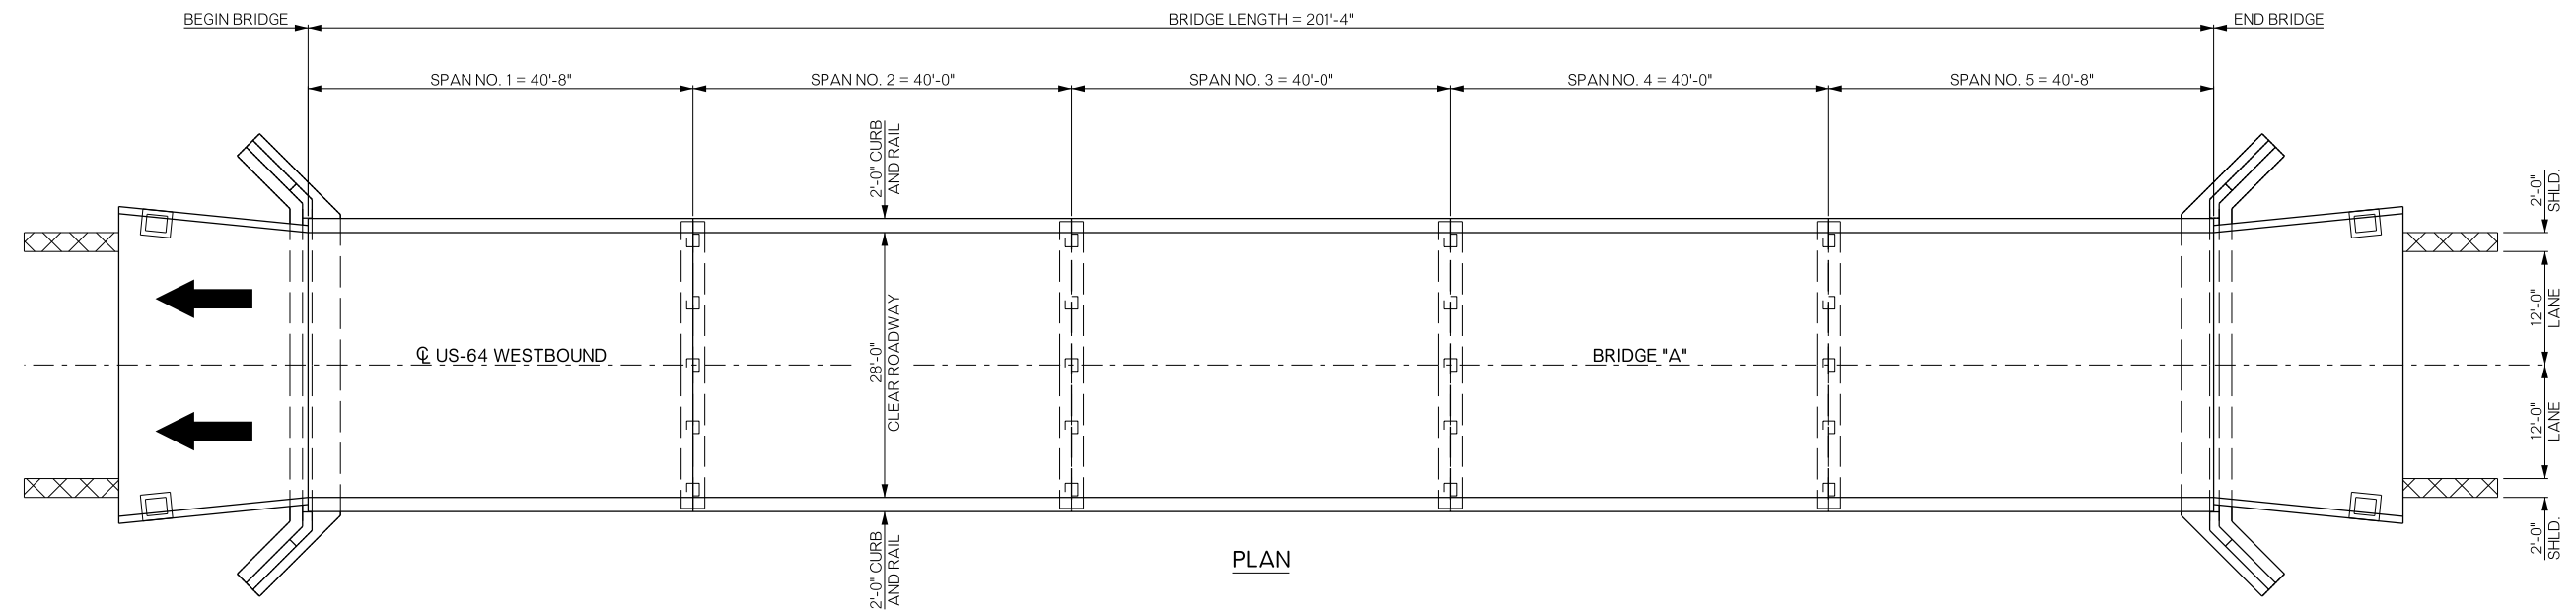 BEGIN BRIDGE
BRIDGE LENGTH = 201'-4"
END BRIDGE
SPAN NO. 1 = 40'-8"
SPAN NO. 2 = 40'-0"
SPAN NO. 3 = 40'-0"
SPAN NO. 4 = 40'-0"
SPAN NO. 5 = 40'-8"
2'-0" CURB
AND RAIL
2'-0"
SHLD.
12'-0"
LANE
℄ US-64 WESTBOUND
28'-0"
CLEAR ROADWAY
BRIDGE "A"
12'-0"
LANE
2'-0" CURB
AND RAIL
PLAN
2'-0"
SHLD.